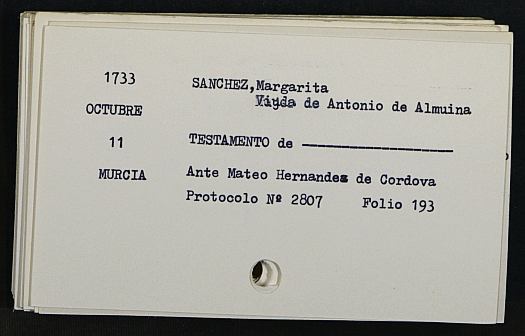 1733 SANCHEZ,Margarita
OCTUBRE Viuda de Antonio de Almuina
11 TESTAMENTO de
MURCIA Ante Mateo Hernandez de Cordova
Protocolo Nº 2807 Folio 193